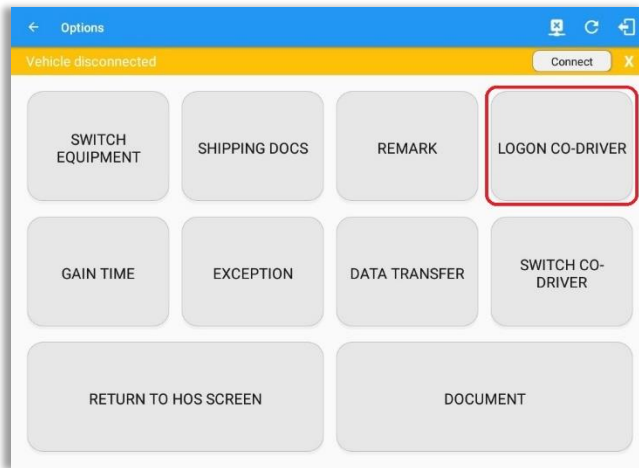 Options
Vehicle disconnected
Connect
X
SWITCH
EQUIPMENT
SHIPPING DOCS
REMARK
LOGON CO-DRIVER
GAIN TIME
EXCEPTION
DATA TRANSFER
SWITCH CO-
DRIVER
RETURN TO HOS SCREEN
DOCUMENT